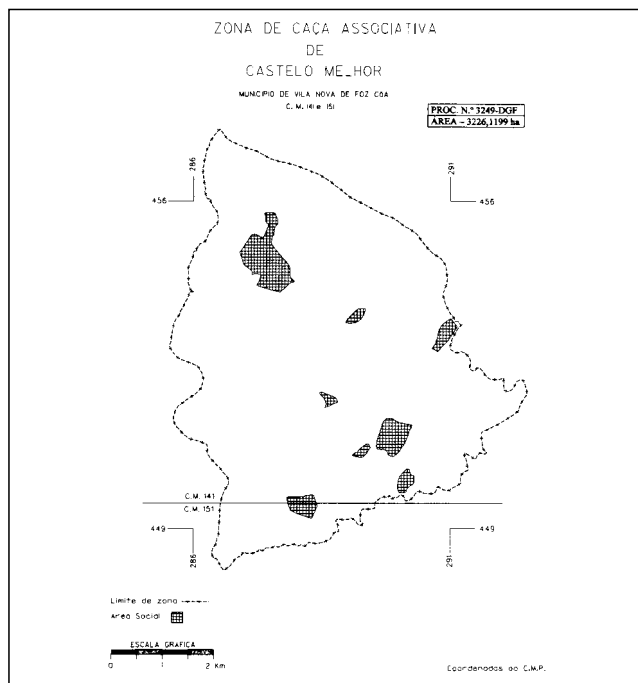 ZONA DE CAÇA ASSOCIATIVA
DE
CASTELO ME_HOR
MUNICIPIO DE VILA NOVA DE FOZ COA
C. M. 141 e 151
PROC. N.º 3249-DGF
AREA – 3226,1199 ha
286
291
456
456
C.M. 141
C.M. 151
449
449
286
291
Limite de zona
Area Social
ESCALA GRAFICA
0 1 2 Km
Coordenadas do C.M.P.